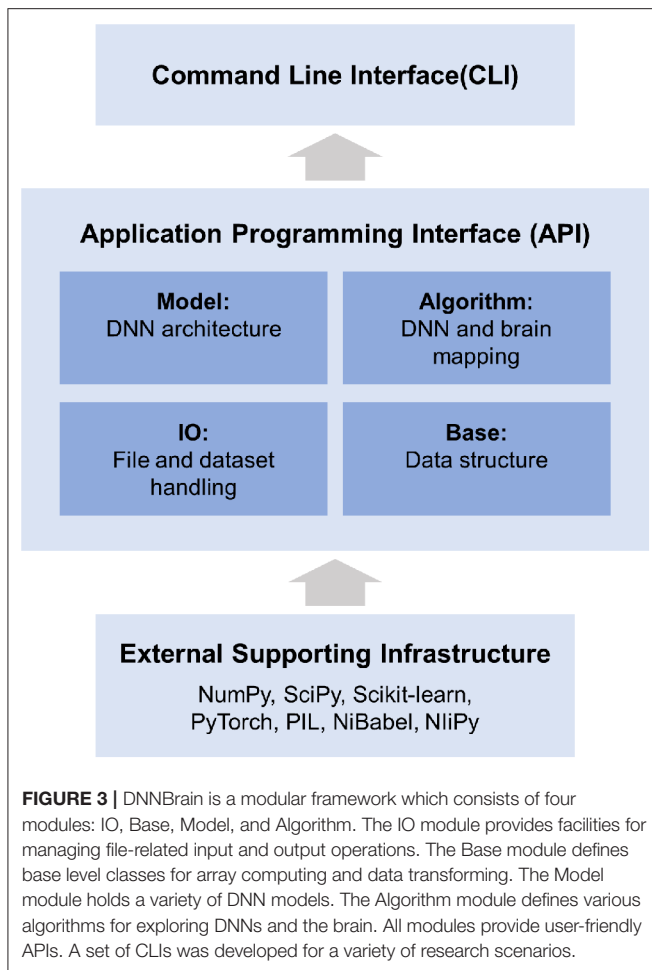 Command Line Interface(CLI)
Application Programming Interface (API)
Model:
DNN architecture
Algorithm:
DNN and brain
mapping
IO:
File and dataset
handling
Base:
Data structure
External Supporting Infrastructure
NumPy, SciPy, Scikit-learn,
PyTorch, PIL, NiBabel, NliPy
FIGURE 3 | DNNBrain is a modular framework which consists of four
modules: IO, Base, Model, and Algorithm. The IO module provides facilities for
managing file-related input and output operations. The Base module defines
base level classes for array computing and data transforming. The Model
module holds a variety of DNN models. The Algorithm module defines various
algorithms for exploring DNNs and the brain. All modules provide user-friendly
APIs. A set of CLIs was developed for a variety of research scenarios.